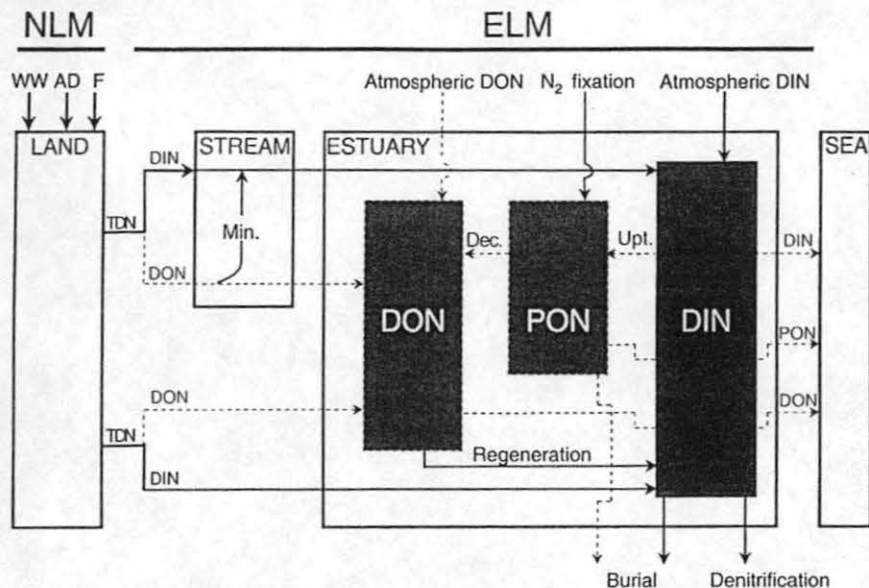 NLM ELM
WW AD F Atmospheric DON N₂ fixation Atmospheric DIN
LAND STREAM ESTUARY SEA
DIN
TDN
Min.
Dec. Upt. DIN
DON
DON PON DIN
PON
DON DON
TDN
Regeneration
DIN
Burial Denitrification